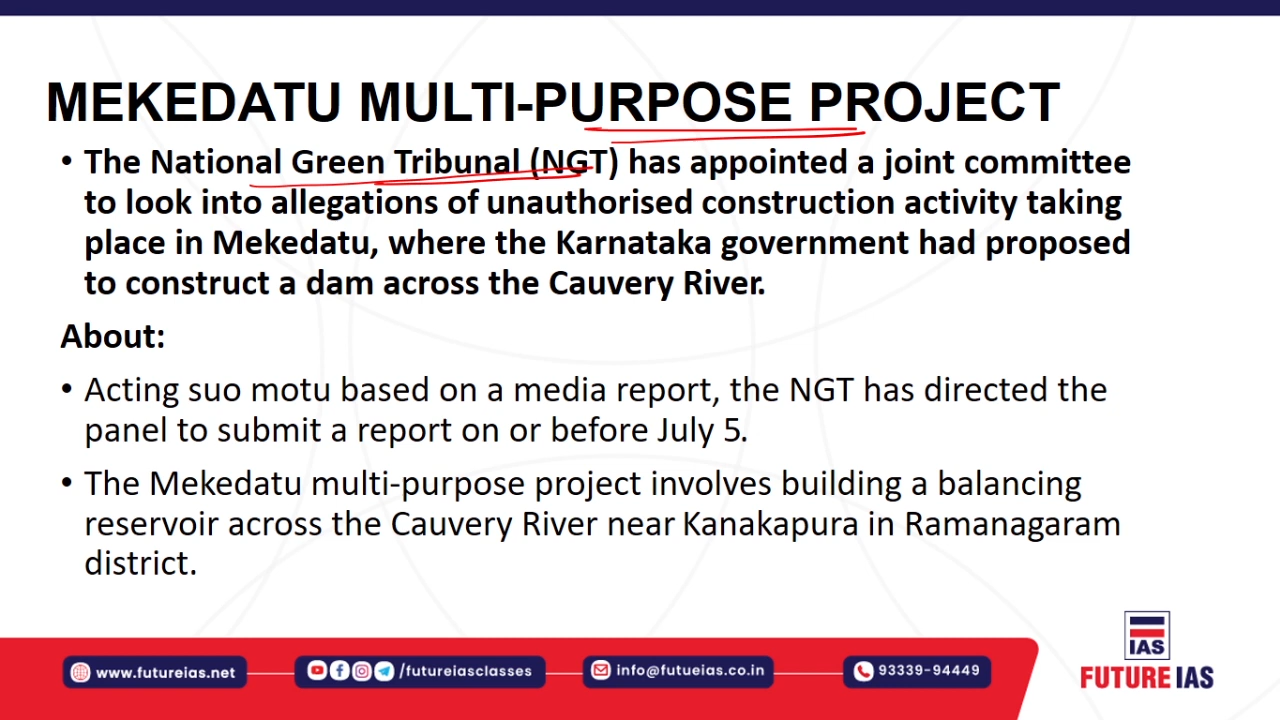 MEKEDATU MULTI-PURPOSE PROJECT
• The National Green Tribunal (NGT) has appointed a joint committee
to look into allegations of unauthorised construction activity taking
place in Mekedatu, where the Karnataka government had proposed
to construct a dam across the Cauvery River.
About:
• Acting suo motu based on a media report, the NGT has directed the
panel to submit a report on or before July 5.
• The Mekedatu multi-purpose project involves building a balancing
reservoir across the Cauvery River near Kanakapura in Ramanagaram
district.
IAS
FUTURE IAS
www.futureias.net
/futureiasclasses
info@futueias.co.in
93339-94449